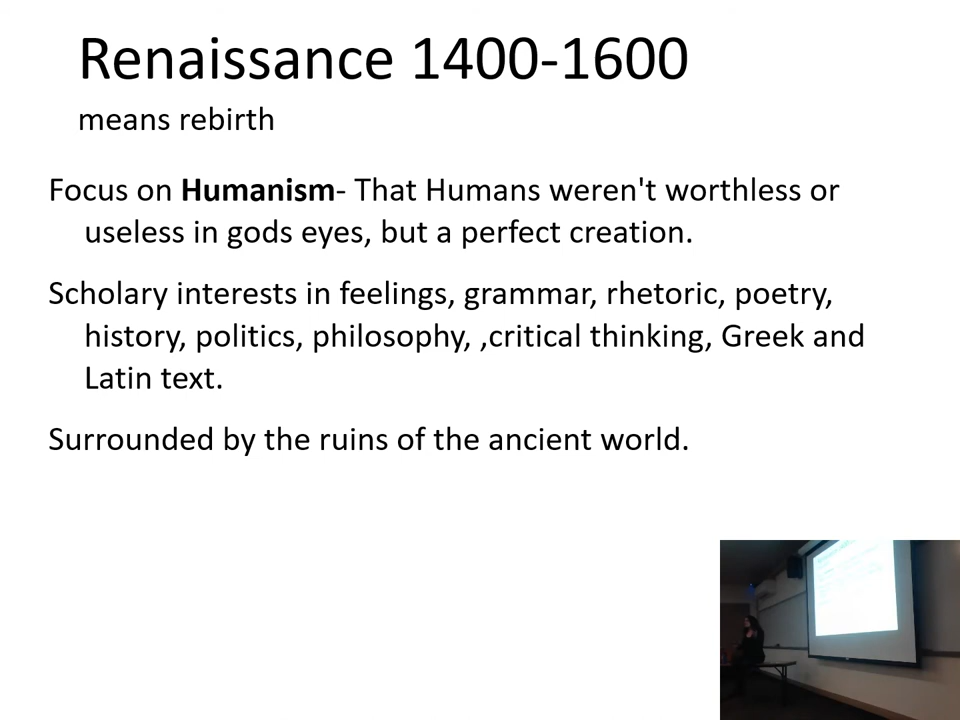 Renaissance 1400-1600
means rebirth
Focus on Humanism- That Humans weren't worthless or
useless in gods eyes, but a perfect creation.
Scholary interests in feelings, grammar, rhetoric, poetry,
history, politics, philosophy, ,critical thinking, Greek and
Latin text.
Surrounded by the ruins of the ancient world.